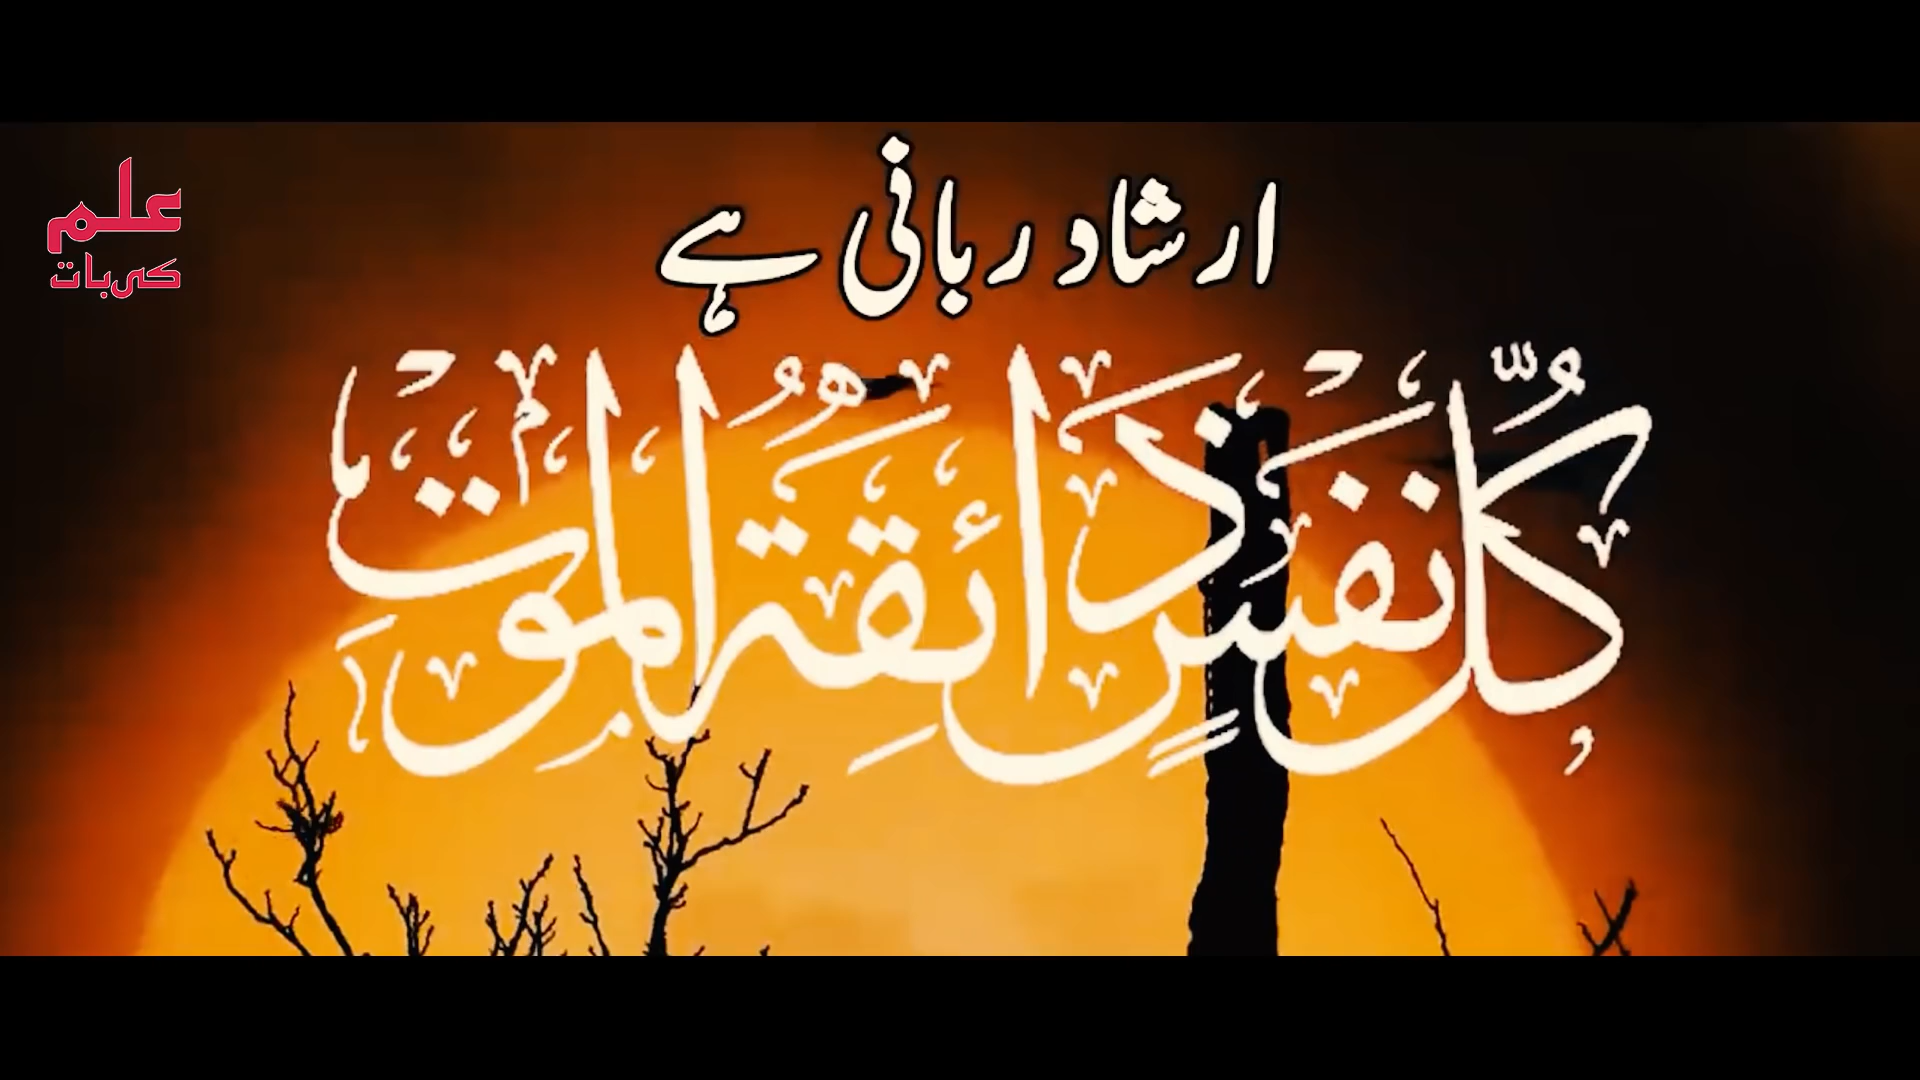 علم
کی بات
ارشاد ربانی ہے
كُلُّ نَفْسٍ ذَائِقَةُ الْمَوْتِ